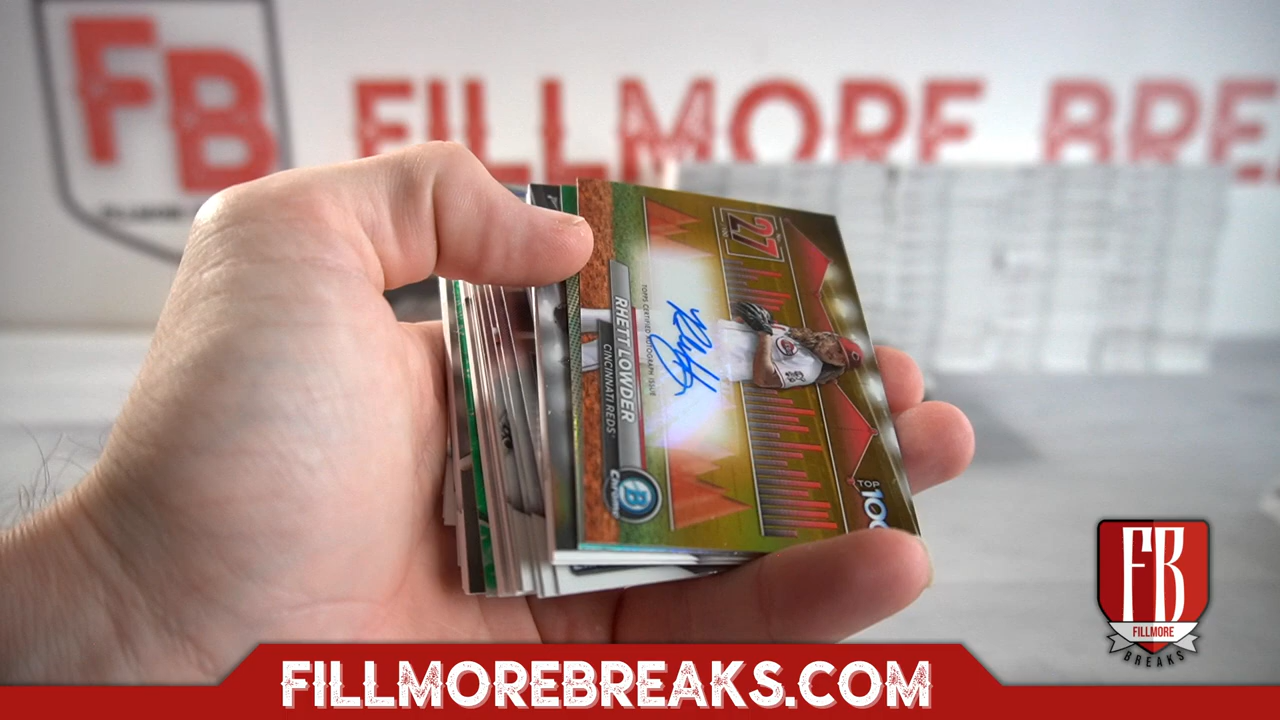 FB
FILLMORE BRE
27
TOP 100
TOPPS CERTIFIED AUTOGRAPH ISSUE
RHETT LOWDER
CINCINNATI REDS
B
CHROME
FB
FILLMORE
BREAKS
FILLMOREBREAKS.COM